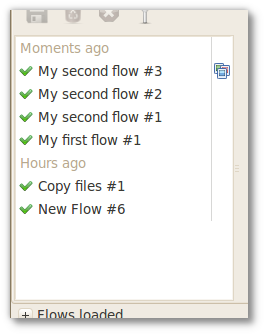 Moments ago
My second flow #3
My second flow #2
My second flow #1
My first flow #1
Hours ago
Copy files #1
New Flow #6
Flows loaded